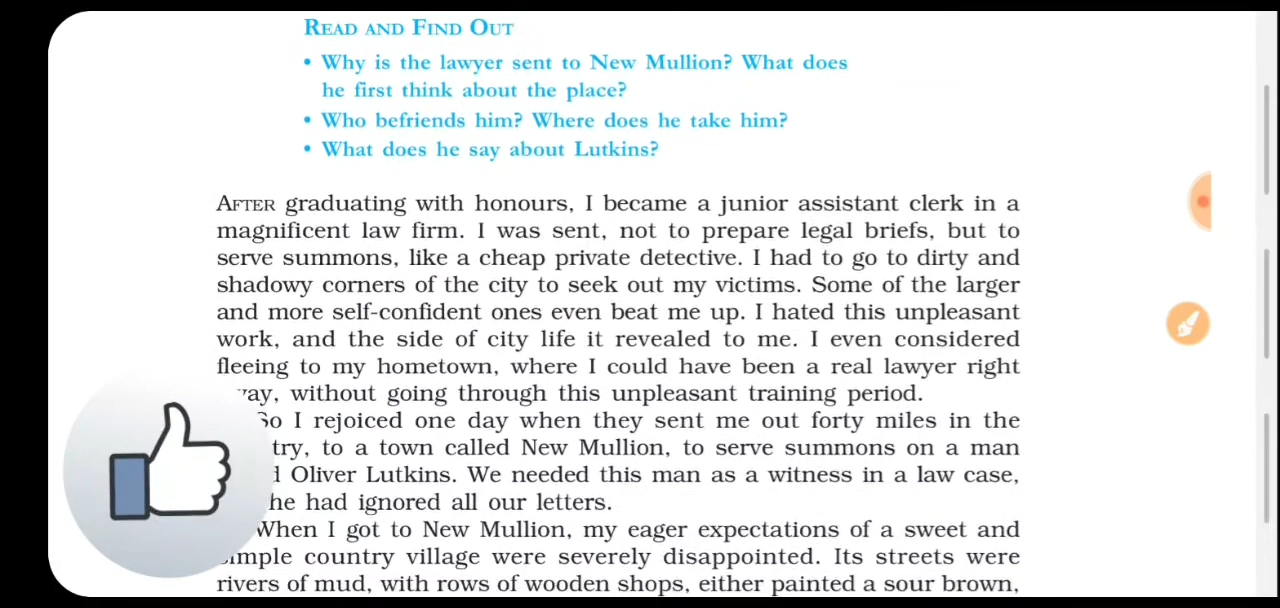 READ AND FIND OUT
• Why is the lawyer sent to New Mullion? What does
he first think about the place?
• Who befriends him? Where does he take him?
• What does he say about Lutkins?
AFTER graduating with honours, I became a junior assistant clerk in a
magnificent law firm. I was sent, not to prepare legal briefs, but to
serve summons, like a cheap private detective. I had to go to dirty and
shadowy corners of the city to seek out my victims. Some of the larger
and more self-confident ones even beat me up. I hated this unpleasant
work, and the side of city life it revealed to me. I even considered
fleeing to my hometown, where I could have been a real lawyer right
without going through this unpleasant training period.
So I rejoiced one day when they sent me out forty miles in the
to a town called New Mullion, to serve summons on a man
Oliver Lutkins. We needed this man as a witness in a law case,
he had ignored all our letters.
When I got to New Mullion, my eager expectations of a sweet and
simple country village were severely disappointed. Its streets were
rivers of mud, with rows of wooden shops, either painted a sour brown,